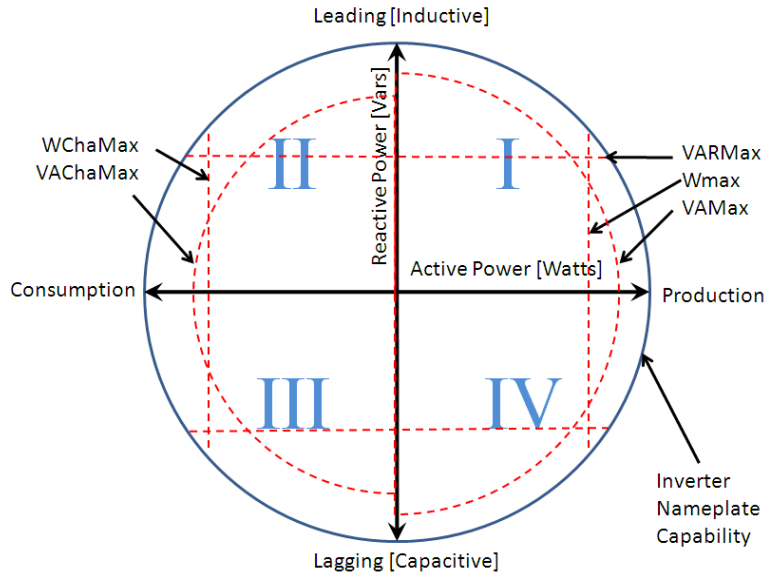 Leading [Inductive]
Reactive Power [Vars]
WChaMax
VAChaMax
II
I
VARMax
Wmax
VAMax
Consumption
Active Power [Watts]
Production
III
IV
Inverter
Nameplate
Capability
Lagging [Capacitive]